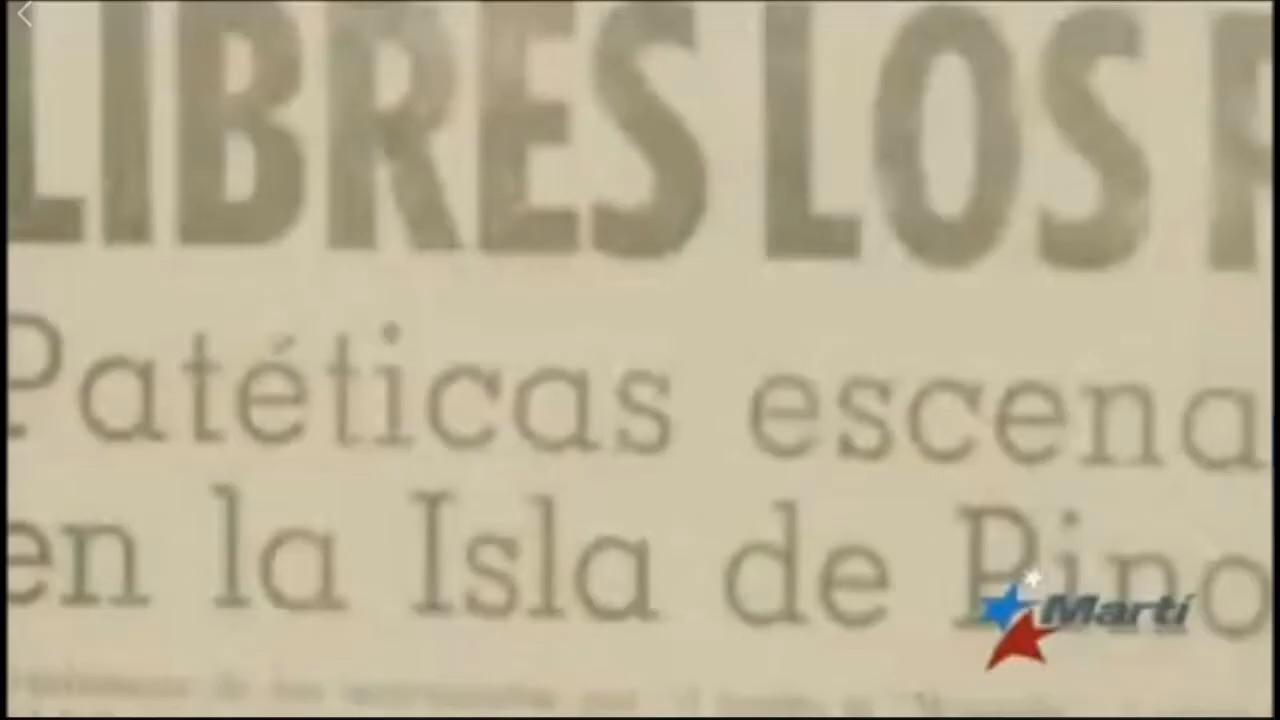 LIBRES LOS P
Patéticas escena
en la Isla de Pino
Martí